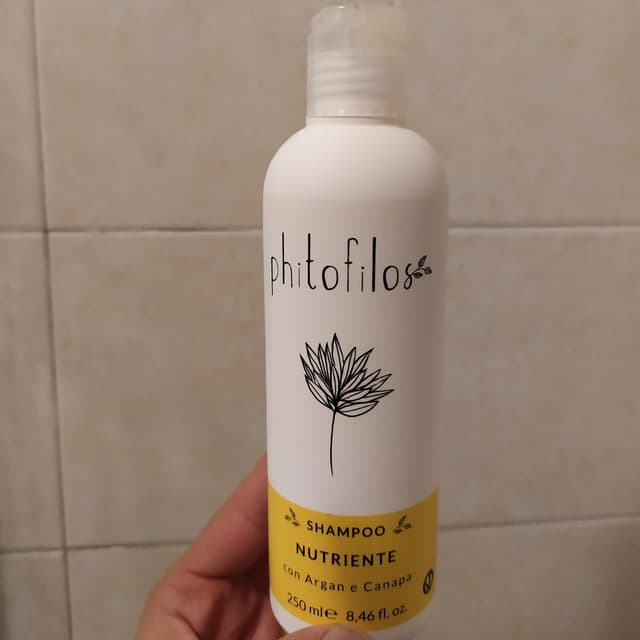 phitofilos
SHAMPOO
NUTRIENTE
con Argan e Canapa
250 ml℮ 8,46 fl. oz.